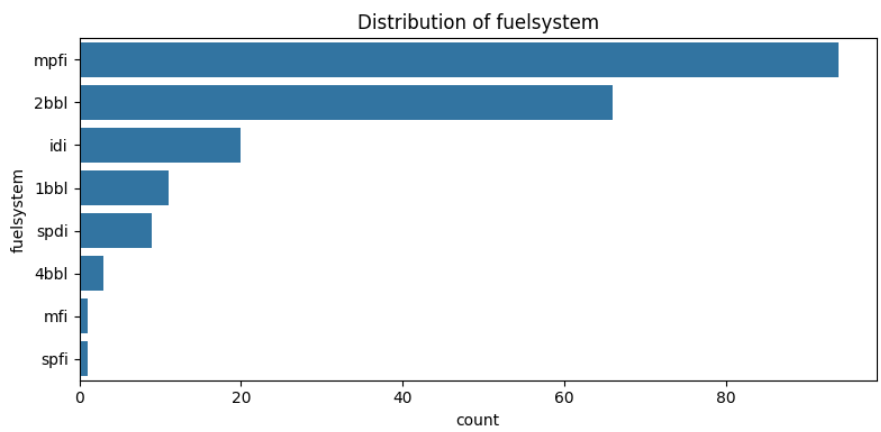 Distribution of fuelsystem
mpfi
2bbl
idi
1bbl
spdi
4bbl
mfi
spfi
fuelsystem
0 20 40 60 80
count